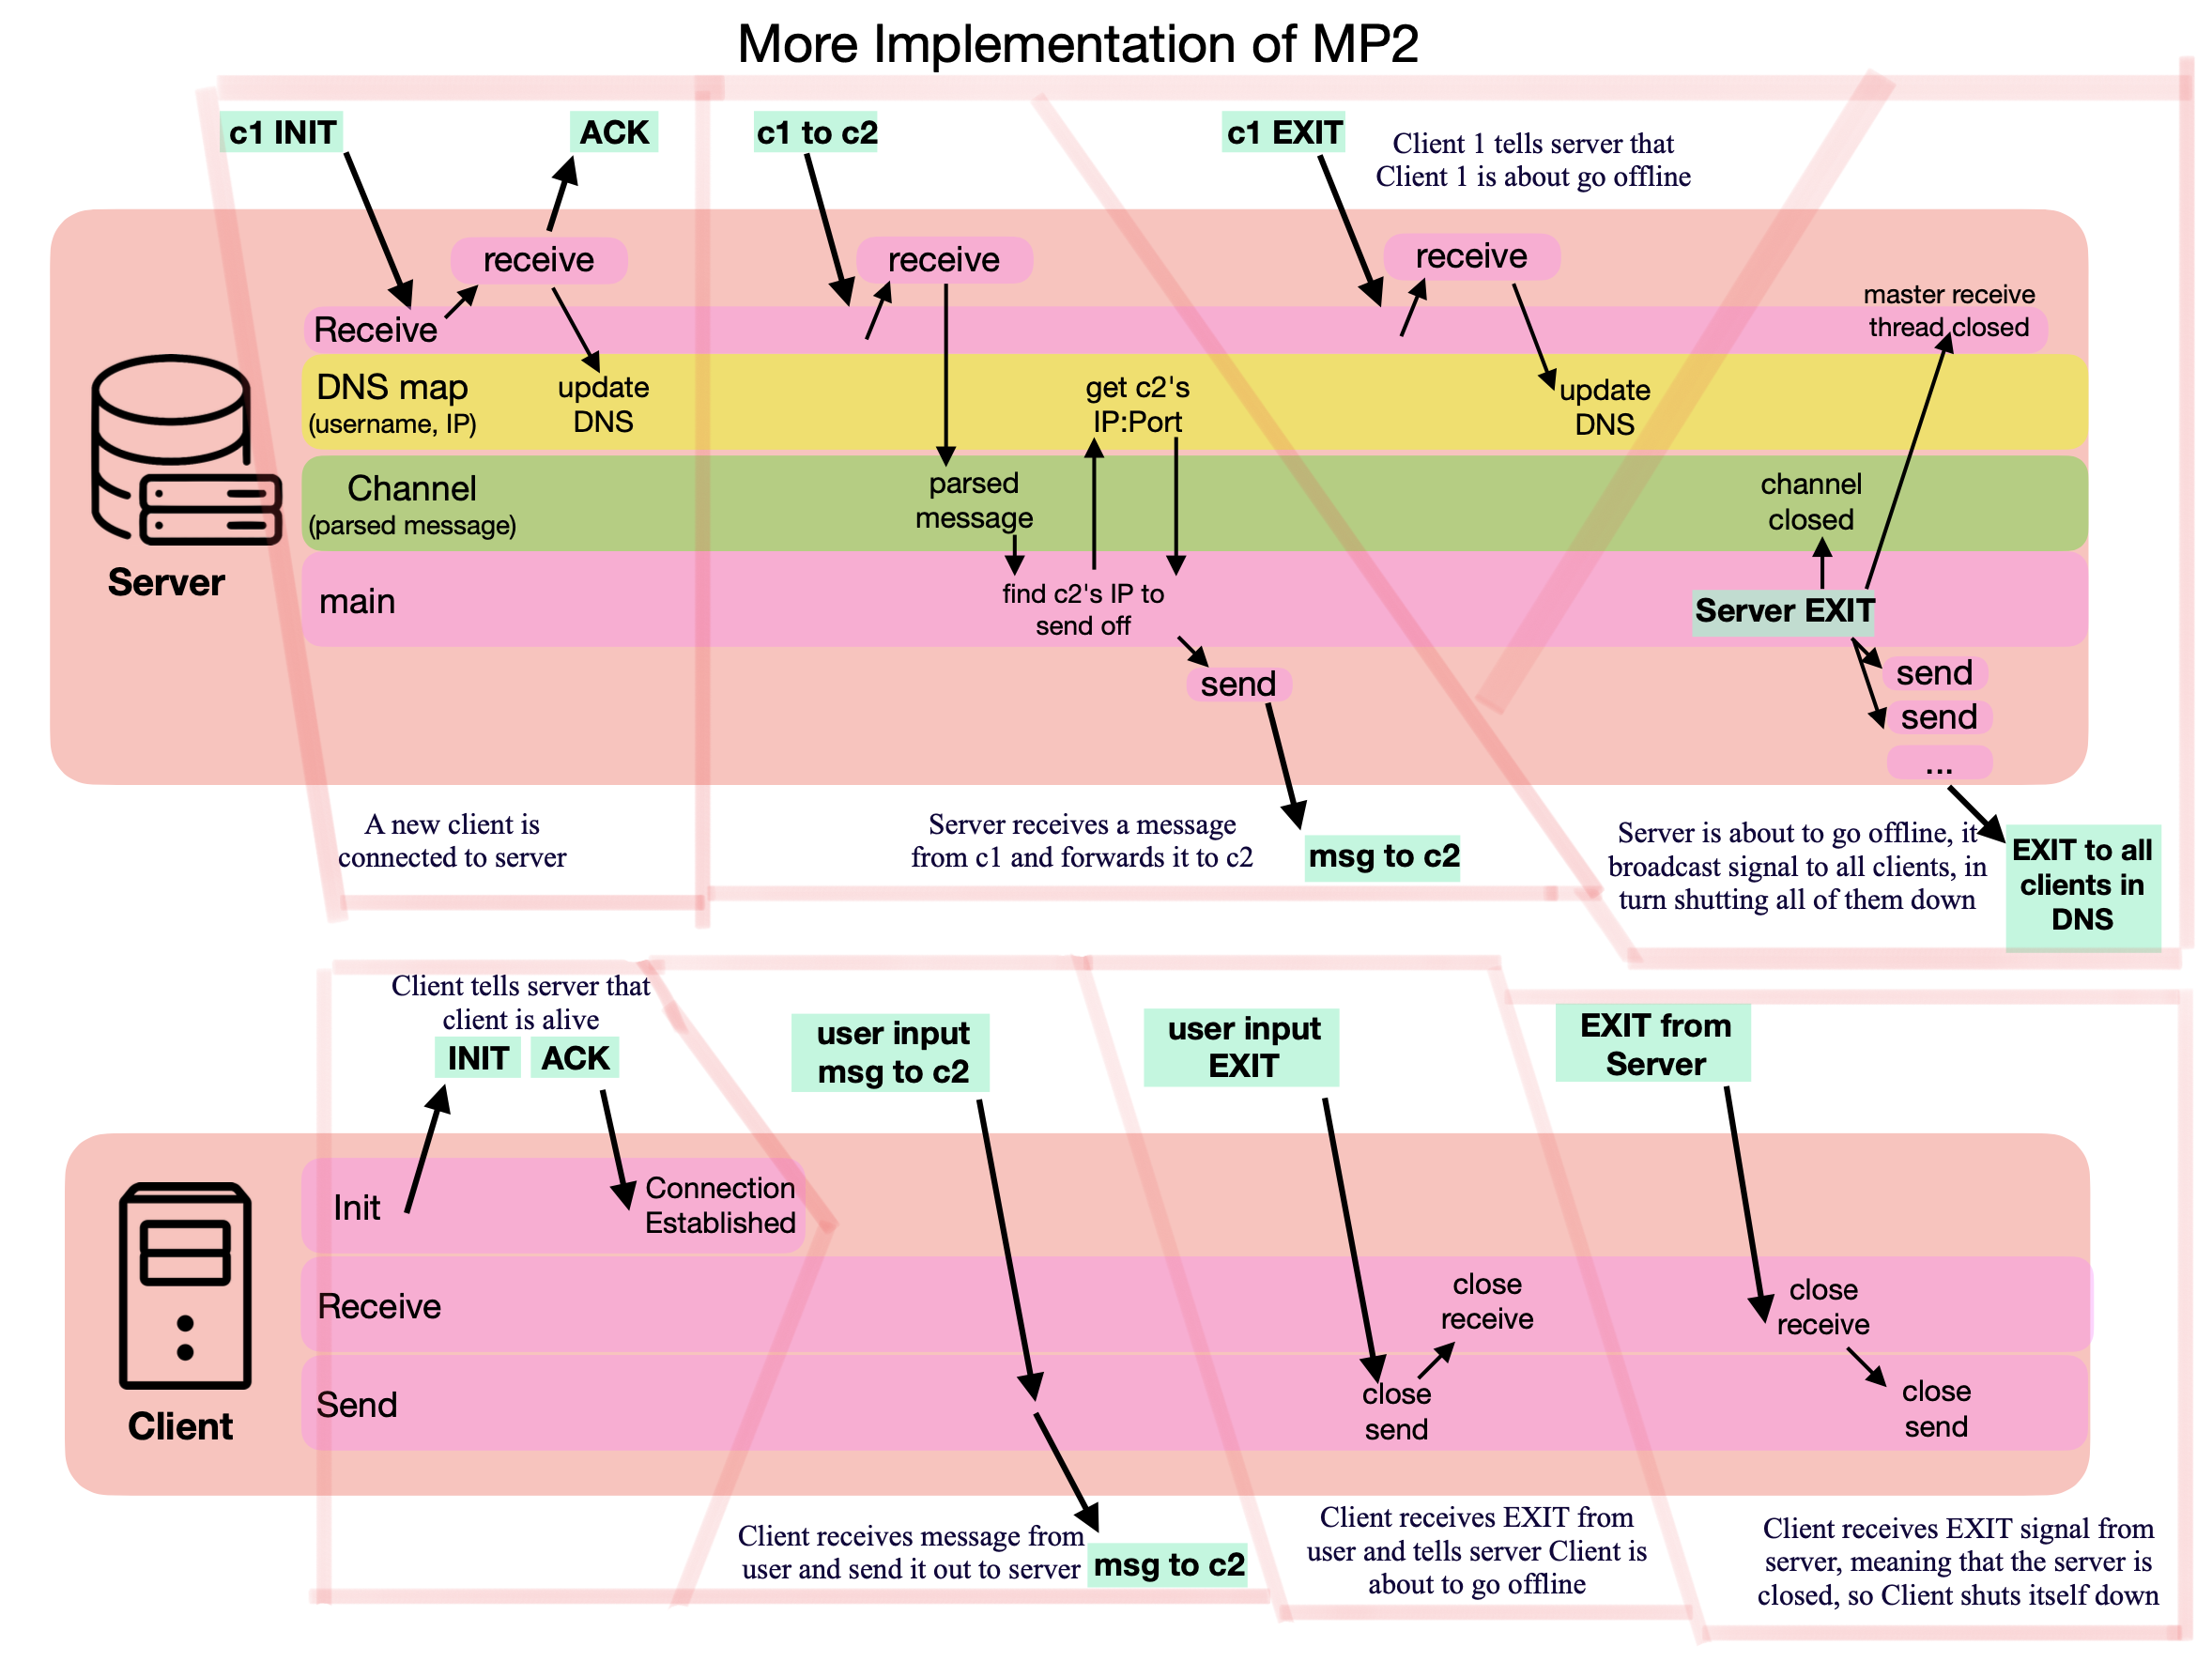 More Implementation of MP2
c1 INIT
ACK
c1 to c2
c1 EXIT
Client 1 tells server that
Client 1 is about go offline
receive
receive
receive
Receive
master receive
thread closed
DNS map
(username, IP)
update
DNS
get c2's
IP:Port
update
DNS
Channel
(parsed message)
parsed
message
channel
closed
Server
main
find c2's IP to
send off
Server EXIT
send
send
send
...
A new client is
connected to server
Server receives a message
from c1 and forwards it to c2
msg to c2
Server is about to go offline, it
broadcast signal to all clients, in
turn shutting all of them down
EXIT to all
clients in
DNS
Client tells server that
client is alive
INIT
ACK
user input
msg to c2
user input
EXIT
EXIT from
Server
Init
Connection
Established
Receive
close
receive
close
receive
Send
close
send
close
send
Client
Client receives message from
user and send it out to server
msg to c2
Client receives EXIT from
user and tells server Client is
about to go offline
Client receives EXIT signal from
server, meaning that the server is
closed, so Client shuts itself down